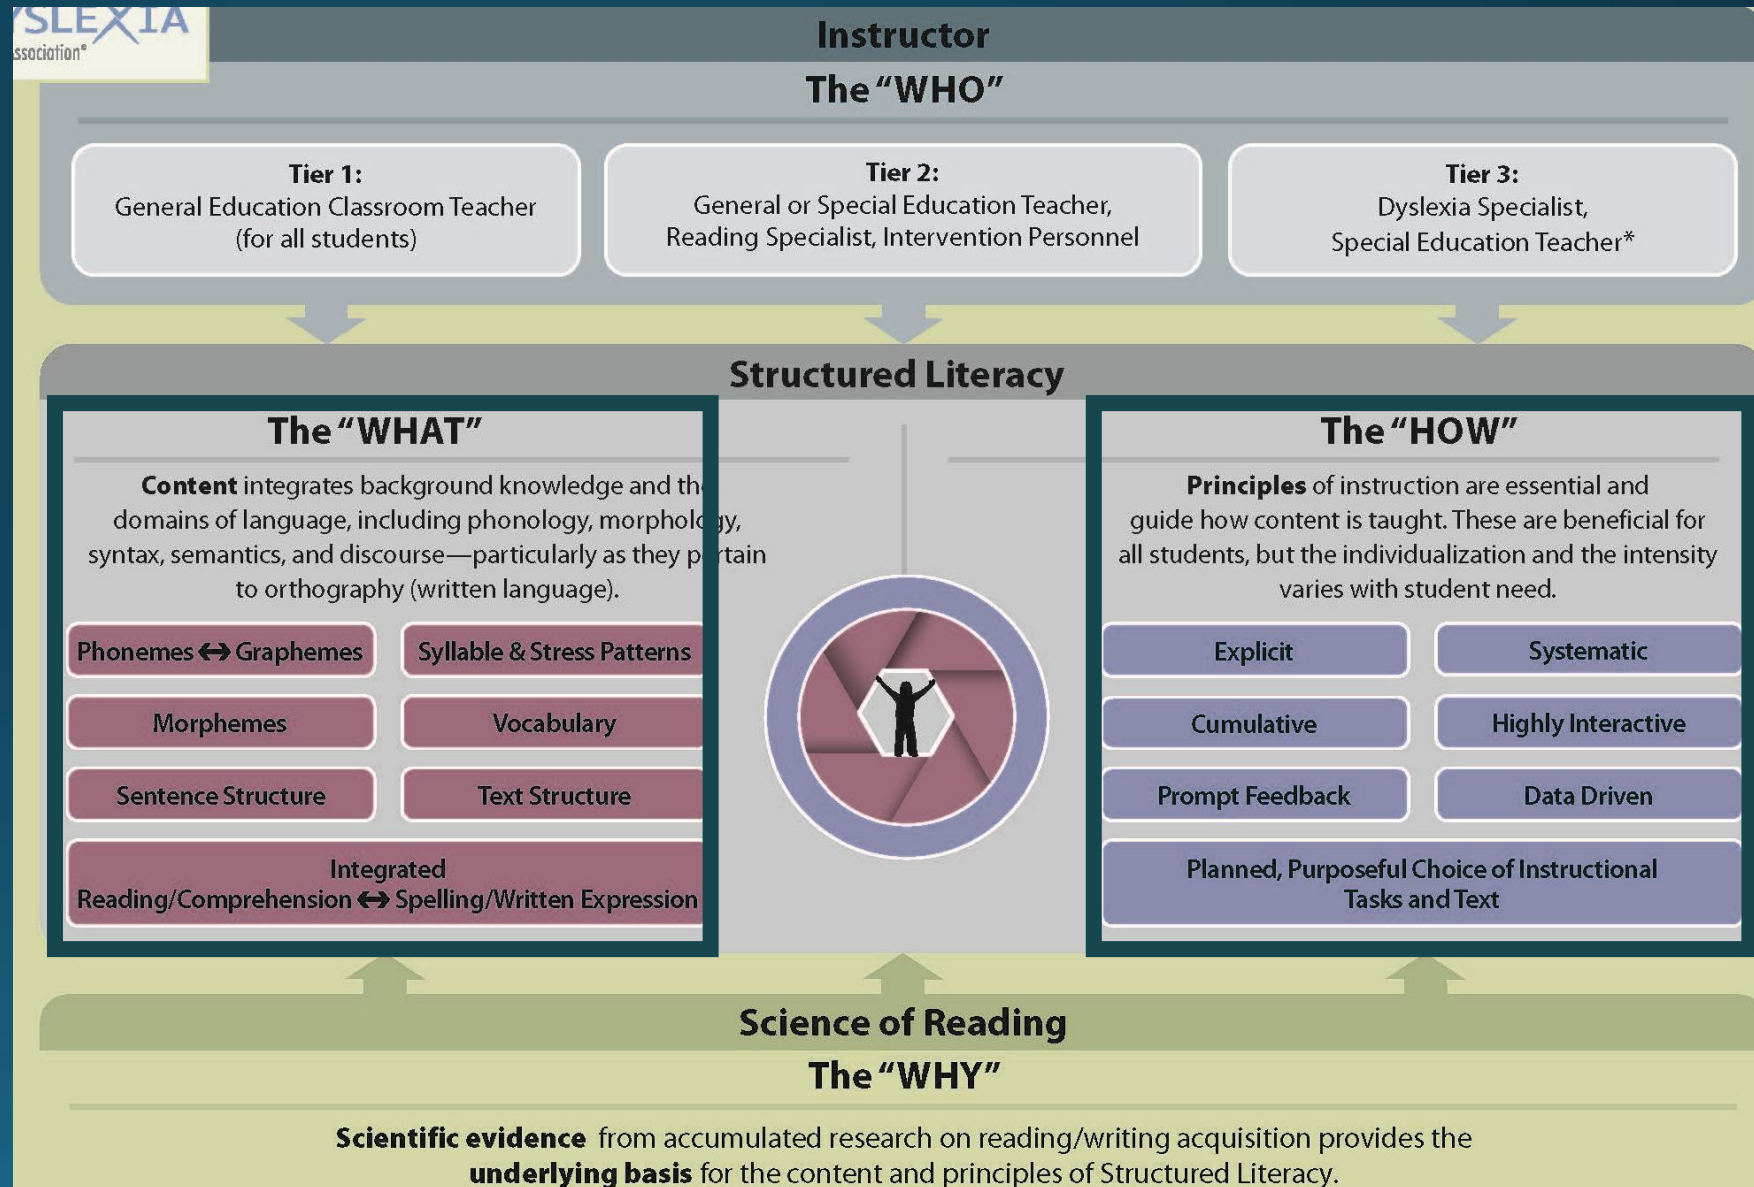 YSLEXIA
ssociation®
Instructor
The “WHO”
Tier 1:
General Education Classroom Teacher
(for all students)
Tier 2:
General or Special Education Teacher,
Reading Specialist, Intervention Personnel
Tier 3:
Dyslexia Specialist,
Special Education Teacher*
Structured Literacy
The “WHAT”
Content integrates background knowledge and the
domains of language, including phonology, morphology,
syntax, semantics, and discourse—particularly as they pertain
to orthography (written language).
Phonemes ↔ Graphemes
Syllable & Stress Patterns
Morphemes
Vocabulary
Sentence Structure
Text Structure
Integrated
Reading/Comprehension ↔ Spelling/Written Expression
The “HOW”
Principles of instruction are essential and
guide how content is taught. These are beneficial for
all students, but the individualization and the intensity
varies with student need.
Explicit
Systematic
Cumulative
Highly Interactive
Prompt Feedback
Data Driven
Planned, Purposeful Choice of Instructional
Tasks and Text
Science of Reading
The “WHY”
Scientific evidence from accumulated research on reading/writing acquisition provides the
underlying basis for the content and principles of Structured Literacy.